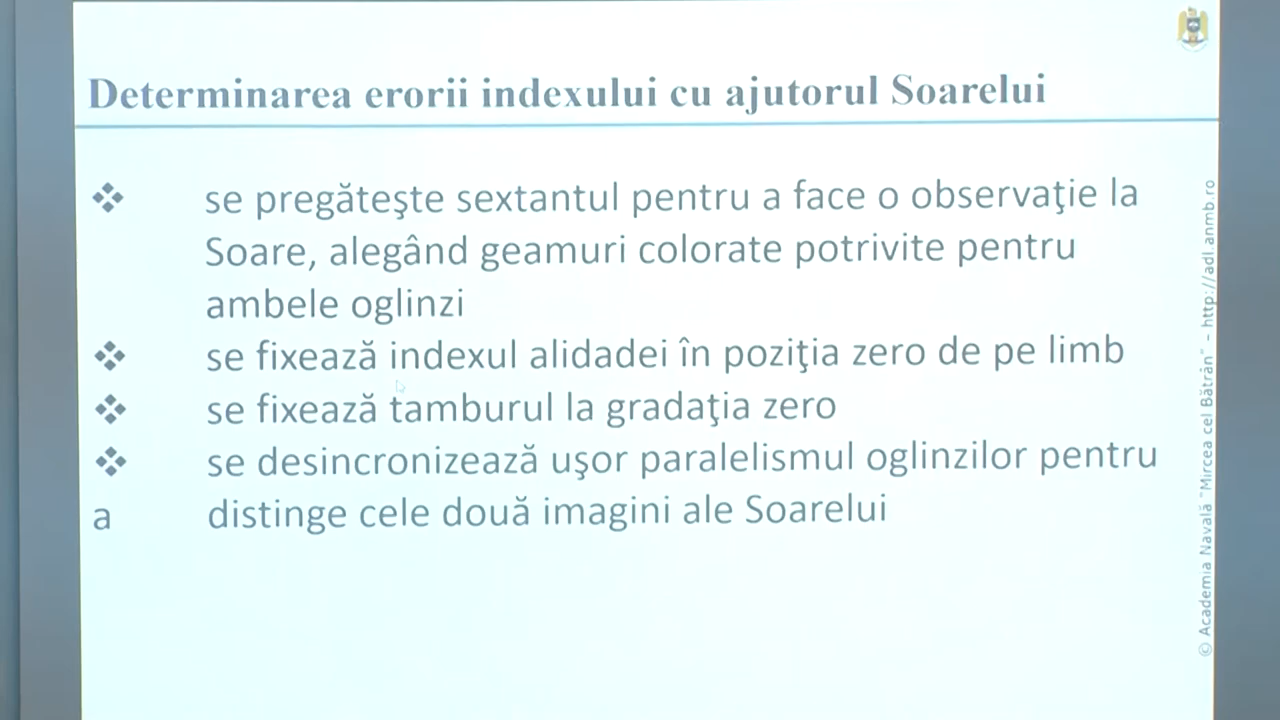 Determinarea erorii indexului cu ajutorul Soarelui
❖ se pregăteşte sextantul pentru a face o observaţie la
Soare, alegând geamuri colorate potrivite pentru
ambele oglinzi
❖ se fixează indexul alidadei în poziţia zero de pe limb
❖ se fixează tamburul la gradaţia zero
❖ se desincronizează uşor paralelismul oglinzilor pentru
a distinge cele două imagini ale Soarelui
© Academia Navală "Mircea cel Bătrân" – http://adl.anmb.ro